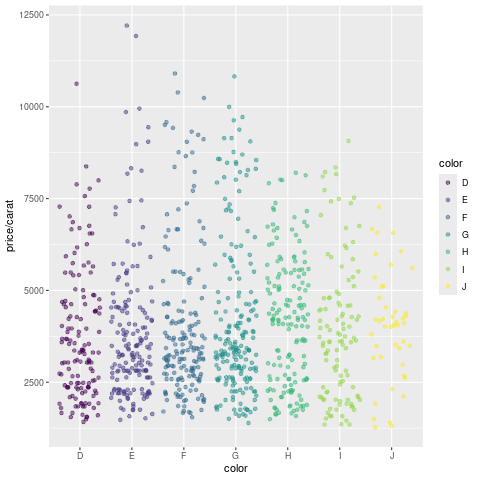 12500
10000
7500
5000
2500
price/carat
D E F G H I J
color
color
D
E
F
G
H
I
J